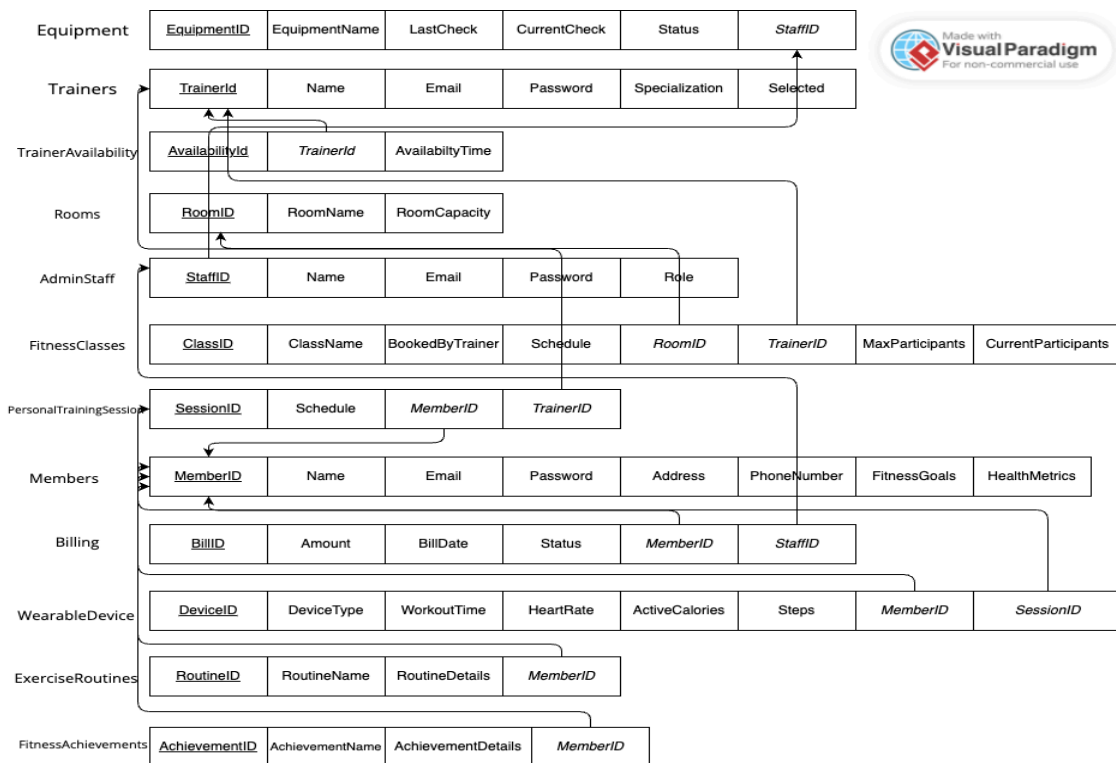 Equipment EquipmentID EquipmentName LastCheck CurrentCheck Status StaffID
Made with
Visual Paradigm
For non-commercial use
Trainers TrainerId Name Email Password Specialization Selected
TrainerAvailability AvailabilityId TrainerId AvailabiltyTime
Rooms RoomID RoomName RoomCapacity
AdminStaff StaffID Name Email Password Role
FitnessClasses ClassID ClassName BookedByTrainer Schedule RoomID TrainerID MaxParticipants CurrentParticipants
PersonalTrainingSession SessionID Schedule MemberID TrainerID
Members MemberID Name Email Password Address PhoneNumber FitnessGoals HealthMetrics
Billing BillID Amount BillDate Status MemberID StaffID
WearableDevice DeviceID DeviceType WorkoutTime HeartRate ActiveCalories Steps MemberID SessionID
ExerciseRoutines RoutineID RoutineName RoutineDetails MemberID
FitnessAchievements AchievementID AchievementName AchievementDetails MemberID